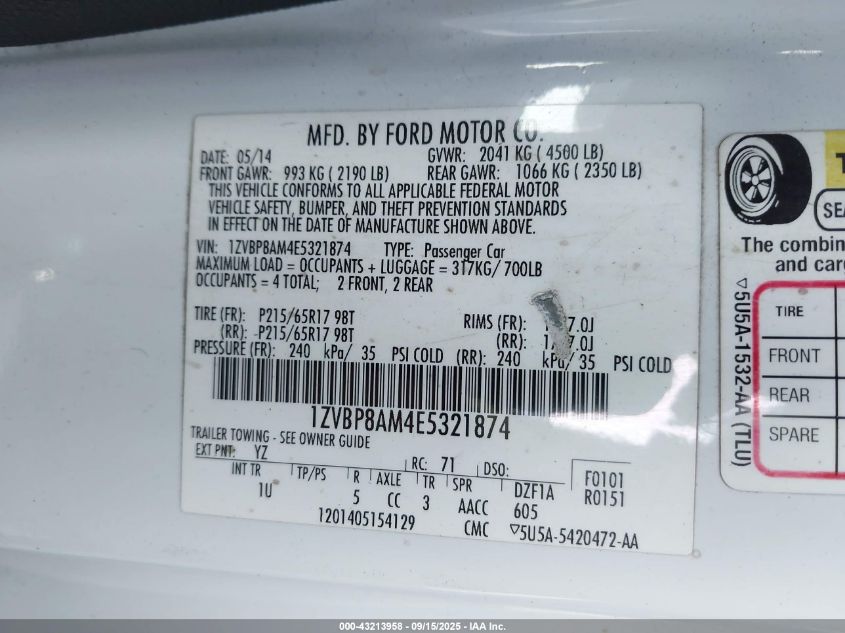 MFD. BY FORD MOTOR CO.
DATE: 05/14 GVWR: 2041 KG ( 4500 LB)
FRONT GAWR: 993 KG ( 2190 LB) REAR GAWR: 1066 KG ( 2350 LB)
THIS VEHICLE CONFORMS TO ALL APPLICABLE FEDERAL MOTOR
VEHICLE SAFETY, BUMPER, AND THEFT PREVENTION STANDARDS
IN EFFECT ON THE DATE OF MANUFACTURE SHOWN ABOVE.
VIN: 1ZVBP8AM4E5321874 TYPE: Passenger Car
MAXIMUM LOAD = OCCUPANTS + LUGGAGE = 317KG/ 700LB
OCCUPANTS = 4 TOTAL; 2 FRONT, 2 REAR
TIRE (FR): P215/65R17 98T RIMS (FR): 7.0J
(RR): P215/65R17 98T (RR): 7.0J
PRESSURE (FR): 240 kPa/ 35 PSI COLD (RR): 240 kPa/ 35 PSI COLD
1ZVBP8AM4E5321874
TRAILER TOWING - SEE OWNER GUIDE
EXT PNT: YZ RC: 71 DSO: F0101
R0151
INT TR TP/PS R AXLE TR SPR DZF1A
1U 5 CC 3 AACC 605
1201405154129 CMC ▽5U5A-5420472-AA
The combin
and carg
▽5U5A-1532-AA (TLU)
TIRE
FRONT
REAR
SPARE
000-43213958 - 09/15/2025 - IAA Inc.